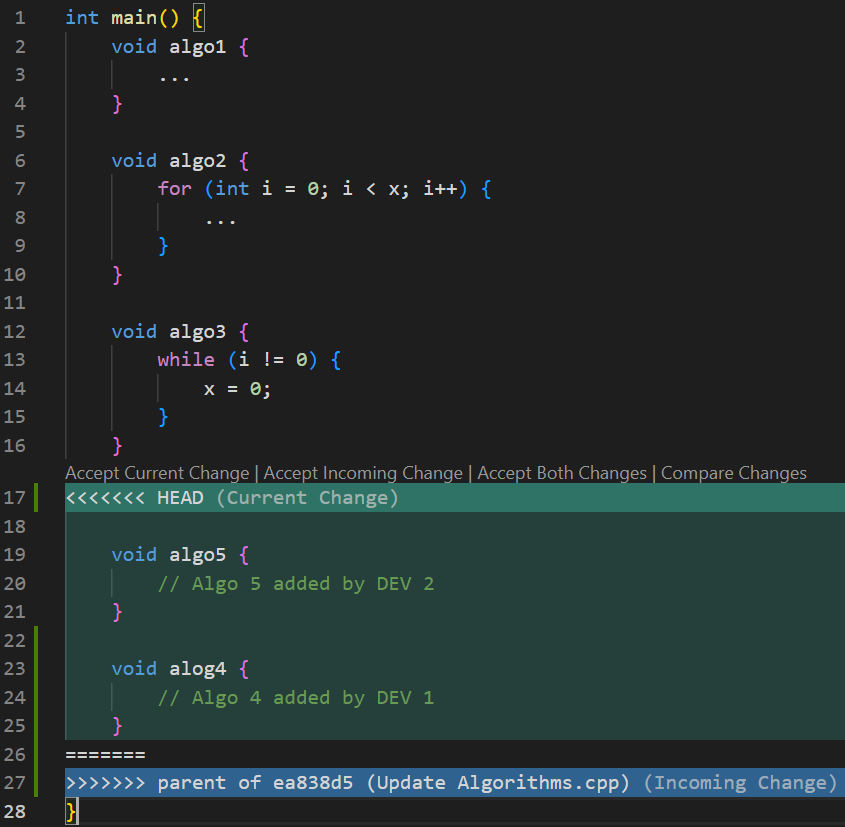 1 int main() {
2 void algo1 {
3 ...
4 }
5
6 void algo2 {
7 for (int i = 0; i < x; i++) {
8 ...
9 }
10 }
11
12 void algo3 {
13 while (i != 0) {
14 x = 0;
15 }
16 }
Accept Current Change | Accept Incoming Change | Accept Both Changes | Compare Changes
17 <<<<<<< HEAD (Current Change)
18
19 void algo5 {
20 // Algo 5 added by DEV 2
21 }
22
23 void alog4 {
24 // Algo 4 added by DEV 1
25 }
26 =======
27 >>>>>>> parent of ea838d5 (Update Algorithms.cpp) (Incoming Change)
28 }